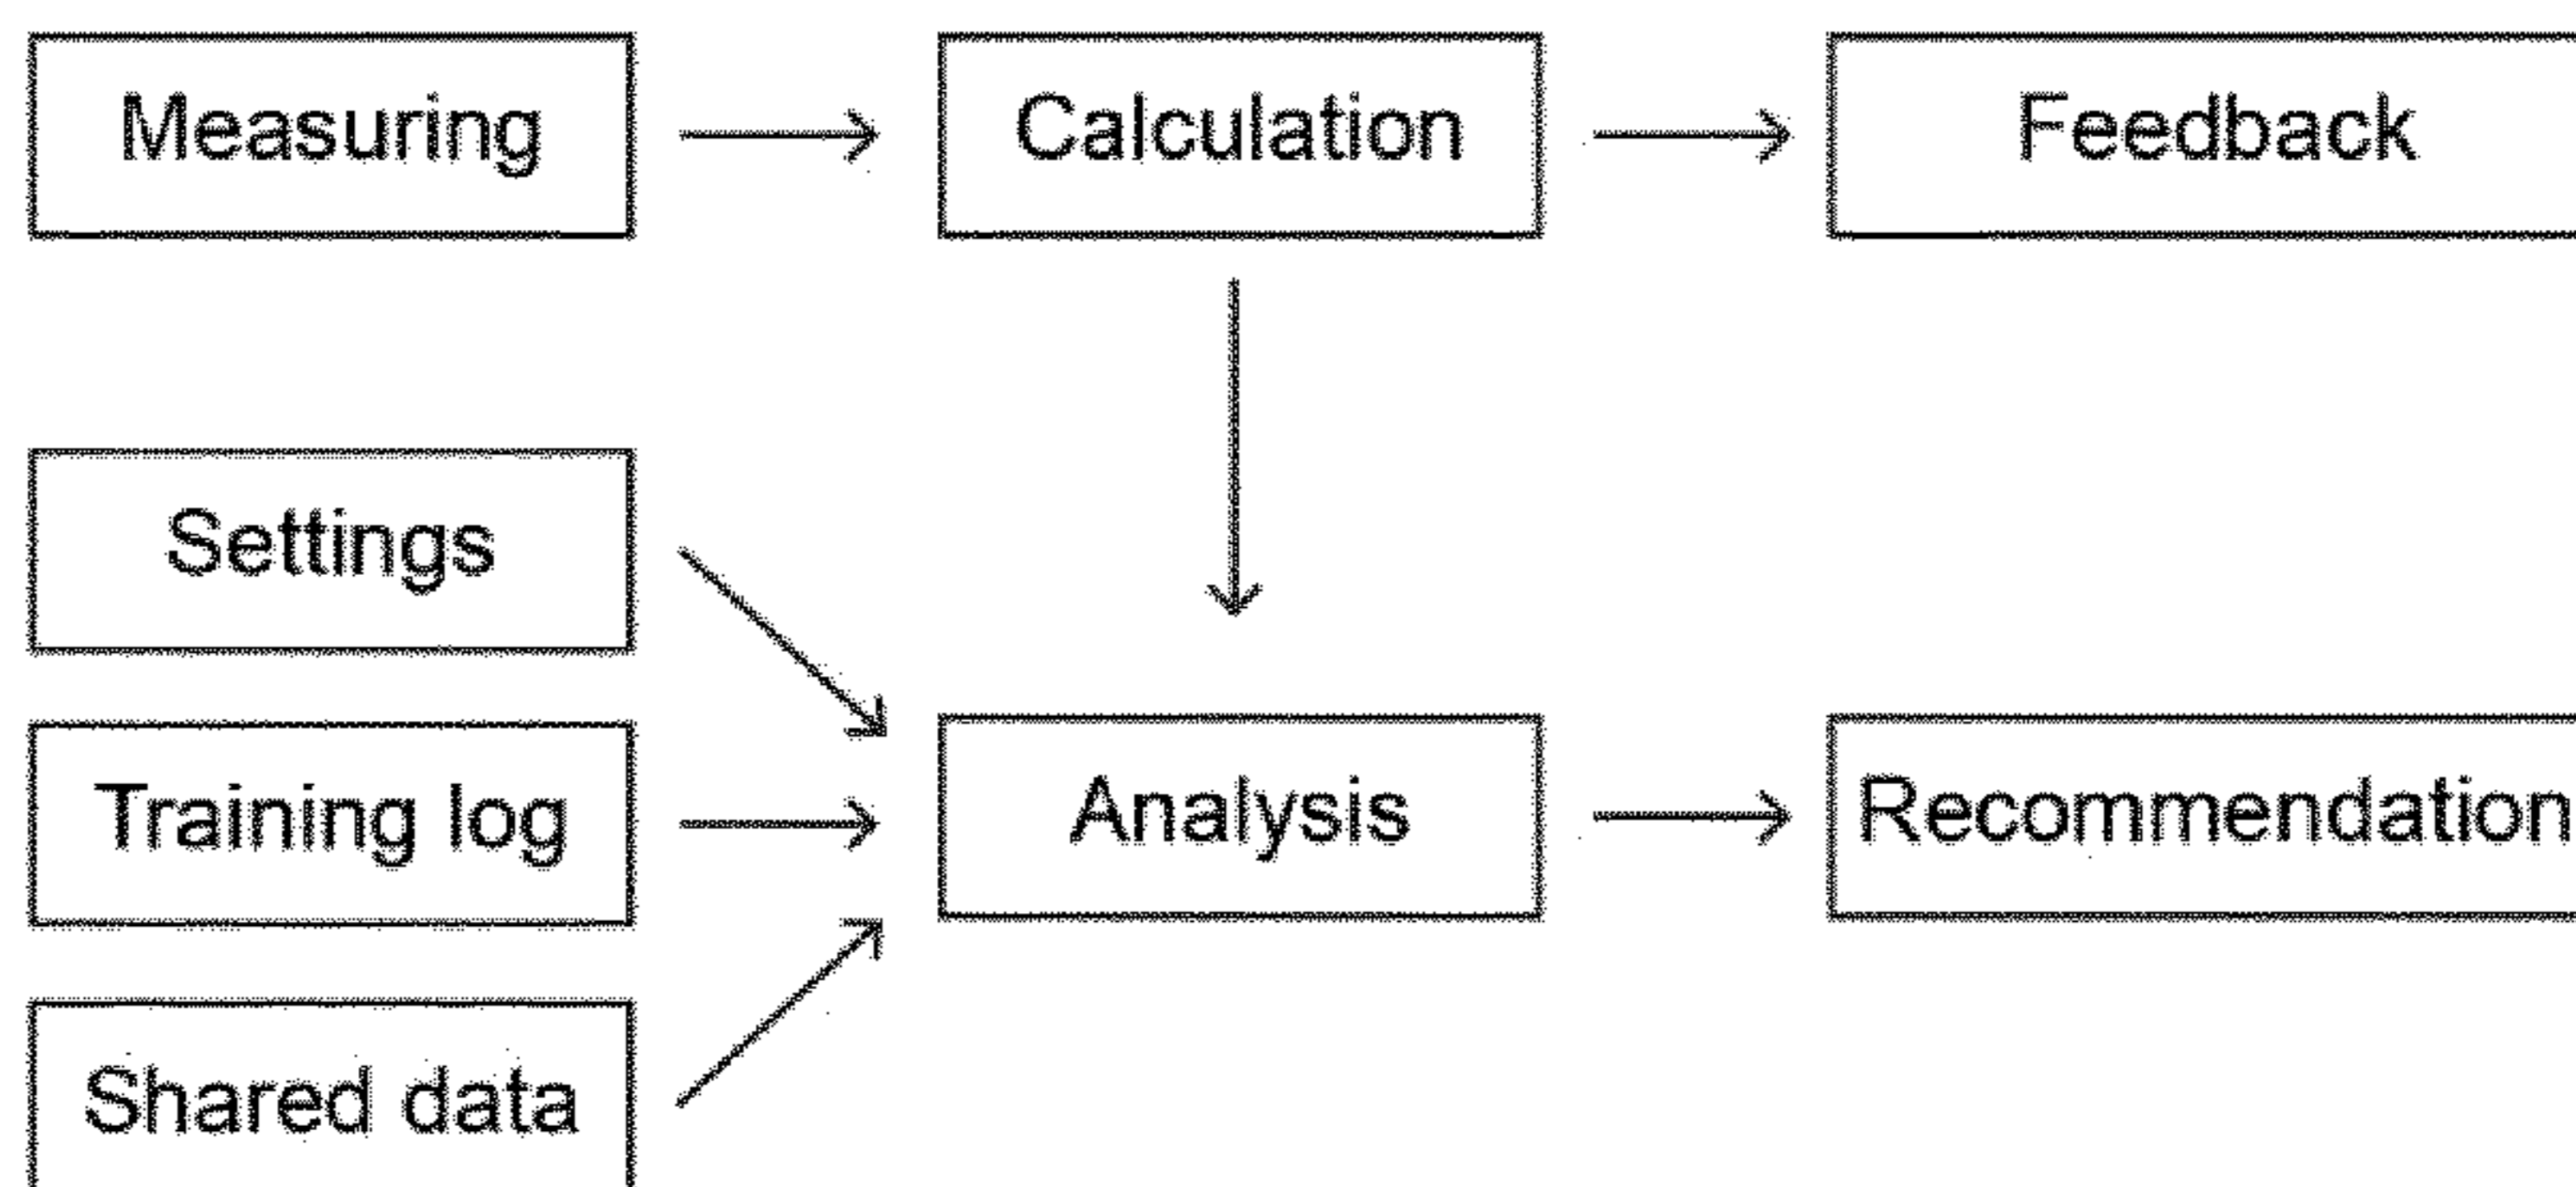 Measuring
Calculation
Feedback
Settings
Training log
Analysis
Recommendation
Shared data